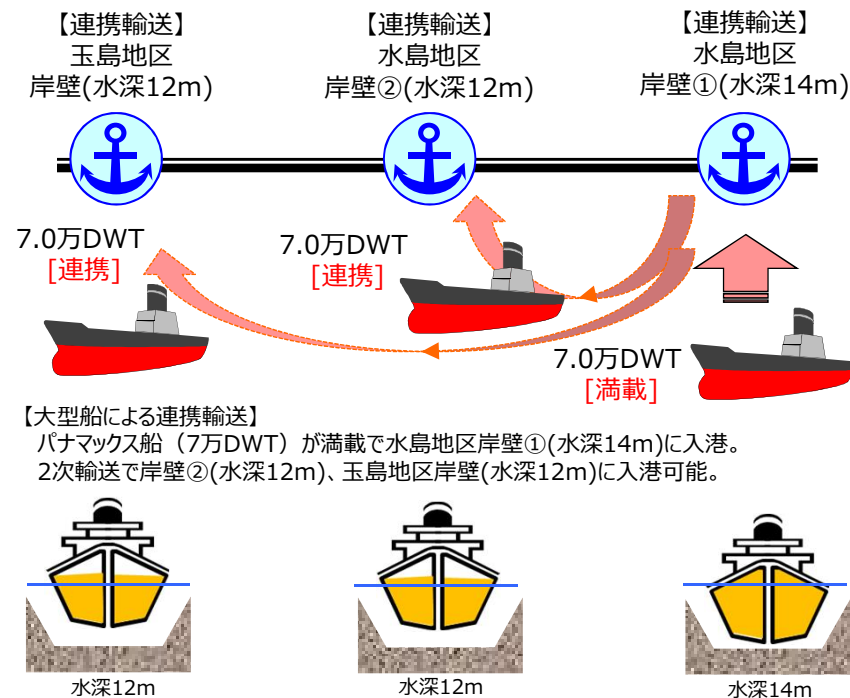 【連携輸送】
玉島地区
岸壁(水深12m)
【連携輸送】
水島地区
岸壁②(水深12m)
【連携輸送】
水島地区
岸壁①(水深14m)
7.0万DWT
[連携]
7.0万DWT
[連携]
7.0万DWT
[満載]
【大型船による連携輸送】
パナマックス船（7万DWT）が満載で水島地区岸壁①(水深14m)に入港。
2次輸送で岸壁②(水深12m)、玉島地区岸壁(水深12m)に入港可能。
水深12m
水深12m
水深14m